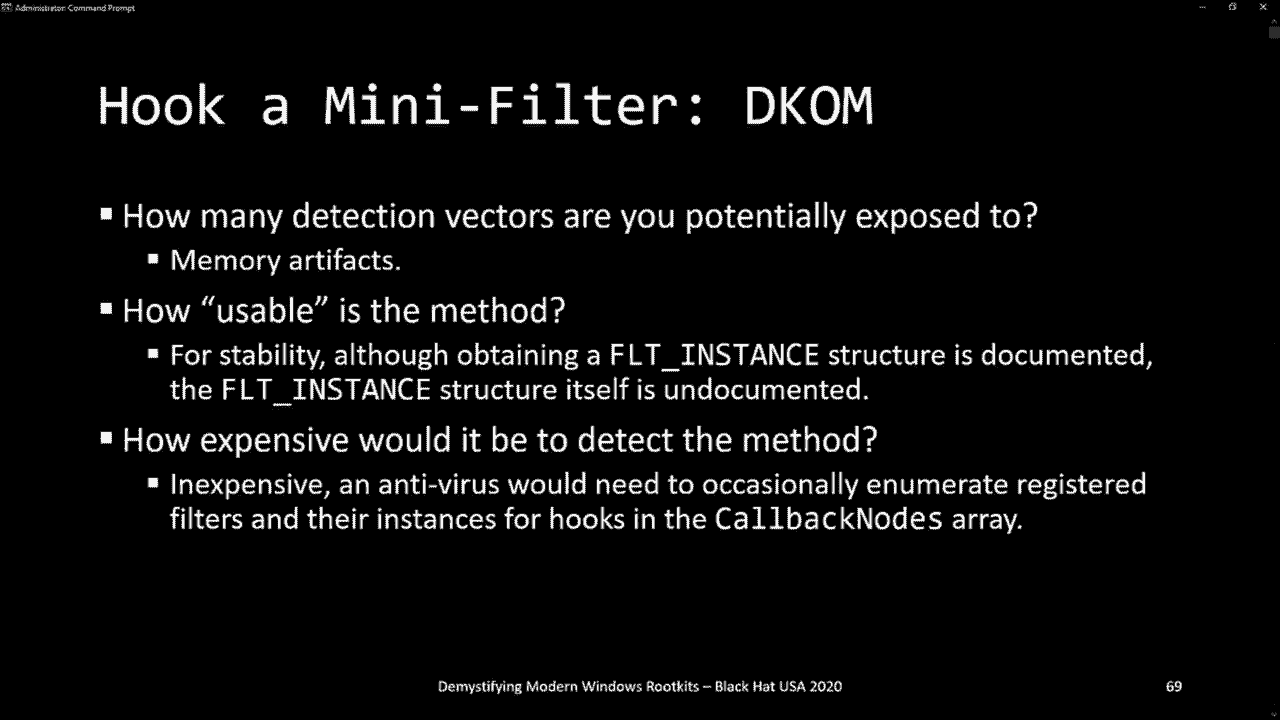 Administrator: Command Prompt
Hook a Mini-Filter: DKOM
How many detection vectors are you potentially exposed to?
Memory artifacts.
How “usable” is the method?
For stability, although obtaining a FLT_INSTANCE structure is documented,
the FLT_INSTANCE structure itself is undocumented.
How expensive would it be to detect the method?
Inexpensive, an anti-virus would need to occasionally enumerate registered
filters and their instances for hooks in the CallbackNodes array.
Demystifying Modern Windows Rootkits – Black Hat USA 2020
69